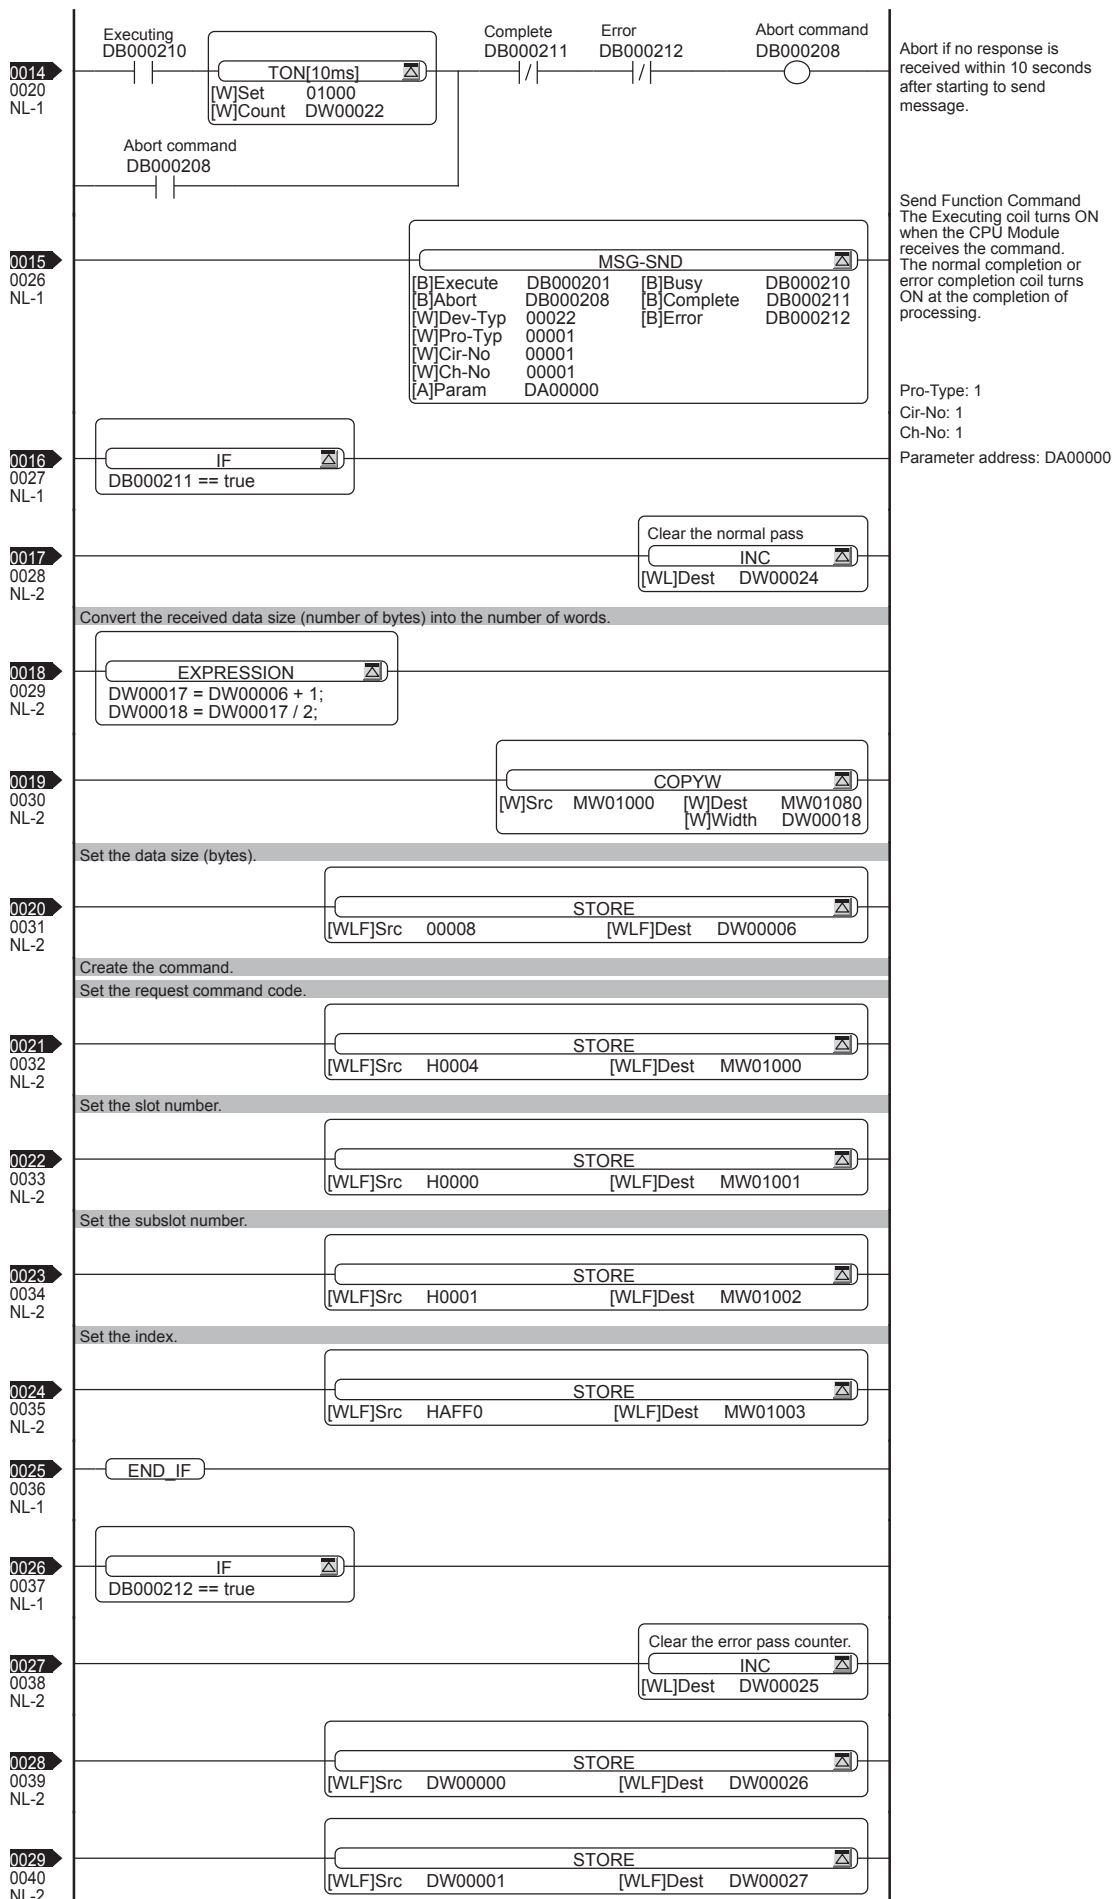 Executing
DB000210
Complete
DB000211
Error
DB000212
Abort command
DB000208
0014
0020
NL-1
TON[10ms]
[W]Set 01000
[W]Count DW00022
Abort if no response is
received within 10 seconds
after starting to send
message.
Abort command
DB000208
Send Function Command
The Executing coil turns ON
when the CPU Module
receives the command.
The normal completion or
error completion coil turns
ON at the completion of
processing.
0015
0026
NL-1
MSG-SND
[B]Execute DB000201 [B]Busy DB000210
[B]Abort DB000208 [B]Complete DB000211
[W]Dev-Typ 00022 [B]Error DB000212
[W]Pro-Typ 00001
[W]Cir-No 00001
[W]Ch-No 00001
[A]Param DA00000
Pro-Type: 1
Cir-No: 1
Ch-No: 1
Parameter address: DA00000
0016
0027
NL-1
IF
DB000211 == true
0017
0028
NL-2
Clear the normal pass
INC
[WL]Dest DW00024
Convert the received data size (number of bytes) into the number of words.
0018
0029
NL-2
EXPRESSION
DW00017 = DW00006 + 1;
DW00018 = DW00017 / 2;
0019
0030
NL-2
COPYW
[W]Src MW01000 [W]Dest MW01080
[W]Width DW00018
Set the data size (bytes).
0020
0031
NL-2
STORE
[WLF]Src 00008 [WLF]Dest DW00006
Create the command.
Set the request command code.
0021
0032
NL-2
STORE
[WLF]Src H0004 [WLF]Dest MW01000
Set the slot number.
0022
0033
NL-2
STORE
[WLF]Src H0000 [WLF]Dest MW01001
Set the subslot number.
0023
0034
NL-2
STORE
[WLF]Src H0001 [WLF]Dest MW01002
Set the index.
0024
0035
NL-2
STORE
[WLF]Src HAFF0 [WLF]Dest MW01003
0025
0036
NL-1
END_IF
0026
0037
NL-1
IF
DB000212 == true
0027
0038
NL-2
Clear the error pass counter.
INC
[WL]Dest DW00025
0028
0039
NL-2
STORE
[WLF]Src DW00000 [WLF]Dest DW00026
0029
0040
NL-2
STORE
[WLF]Src DW00001 [WLF]Dest DW00027